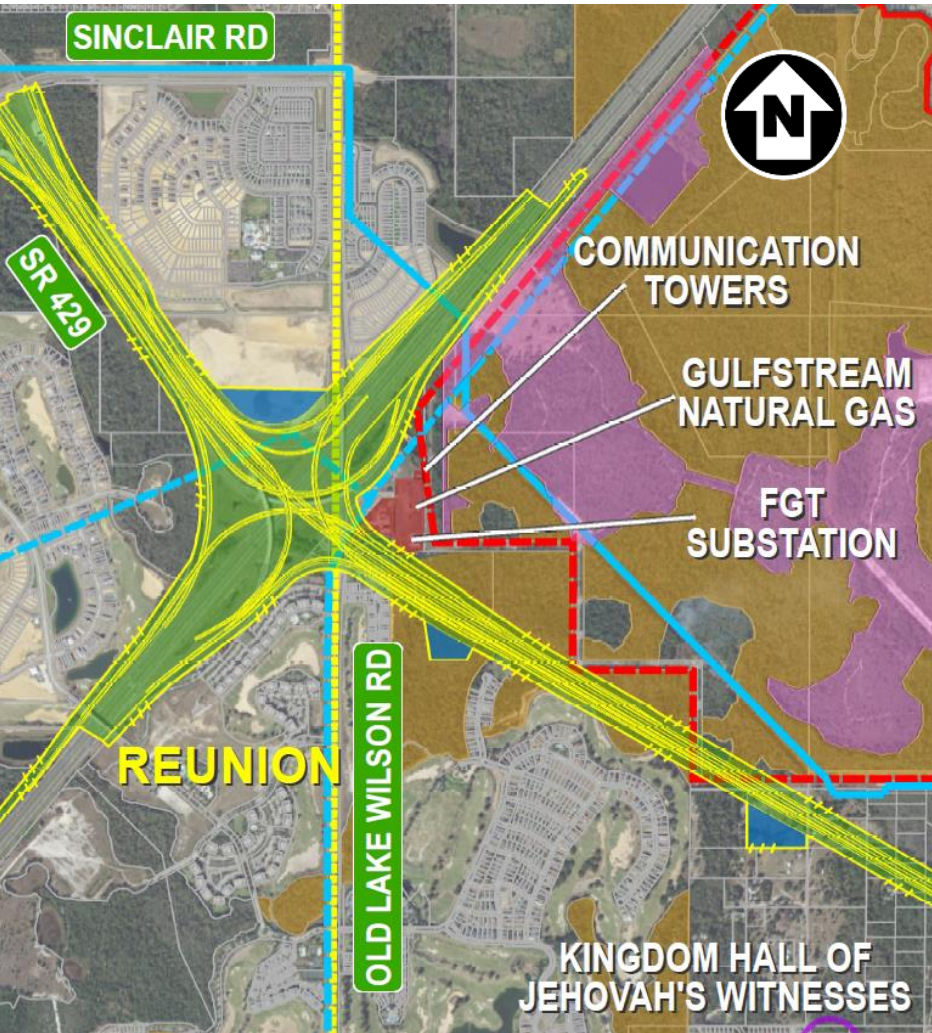 SINCLAIR RD
N
SR 429
COMMUNICATION
TOWERS
GULFSTREAM
NATURAL GAS
FGT
SUBSTATION
REUNION
OLD LAKE WILSON RD
KINGDOM HALL OF
JEHOVAH'S WITNESSES